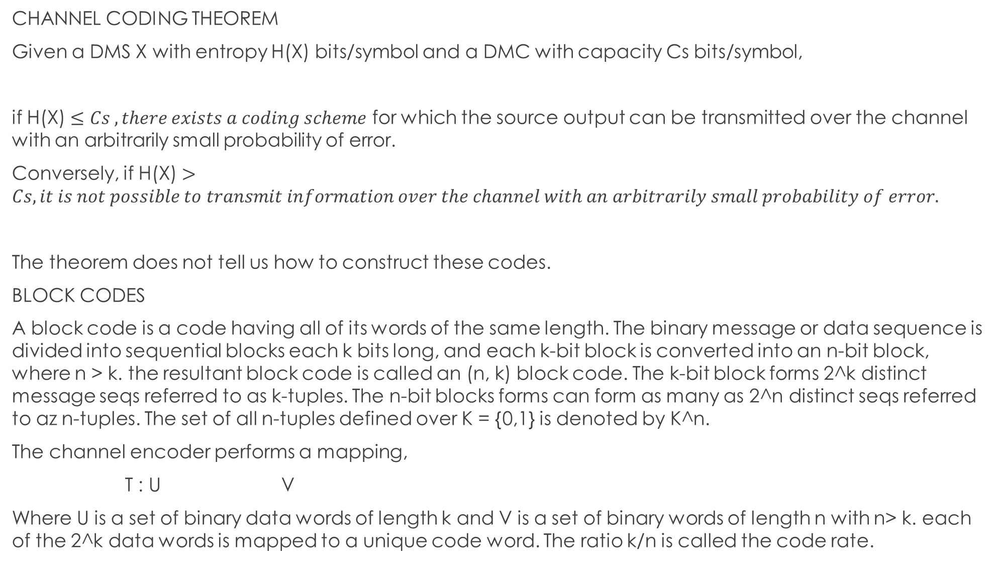 CHANNEL CODING THEOREM
Given a DMS X with entropy H(X) bits/symbol and a DMC with capacity Cs bits/symbol,
if H(X) ≤ Cs , there exists a coding scheme for which the source output can be transmitted over the channel
with an arbitrarily small probability of error.
Conversely, if H(X) >
Cs, it is not possible to transmit information over the channel with an arbitrarily small probability of error.
The theorem does not tell us how to construct these codes.
BLOCK CODES
A block code is a code having all of its words of the same length. The binary message or data sequence is
divided into sequential blocks each k bits long, and each k-bit block is converted into an n-bit block,
where n > k. the resultant block code is called an (n, k) block code. The k-bit block forms 2^k distinct
message seqs referred to as k-tuples. The n-bit blocks forms can form as many as 2^n distinct seqs referred
to az n-tuples. The set of all n-tuples defined over K = {0,1} is denoted by K^n.
The channel encoder performs a mapping,
T : U V
Where U is a set of binary data words of length k and V is a set of binary words of length n with n> k. each
of the 2^k data words is mapped to a unique code word. The ratio k/n is called the code rate.